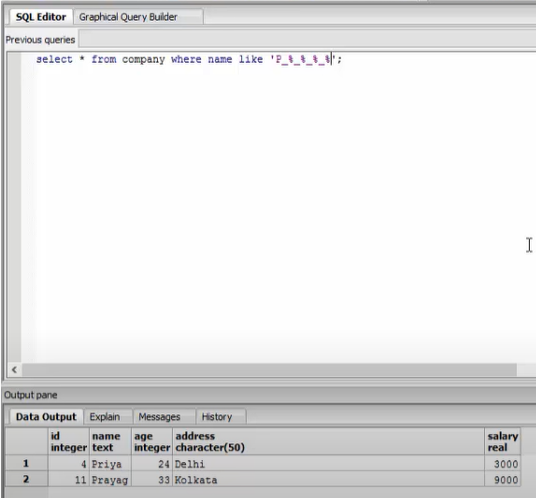 SQL Editor Graphical Query Builder
Previous queries
select * from company where name like 'P_%_%_%_%';
Output pane
Data Output Explain Messages History
id name age address salary
integer text integer character(50) real
1 4 Priya 24 Delhi 3000
2 11 Prayag 33 Kolkata 9000